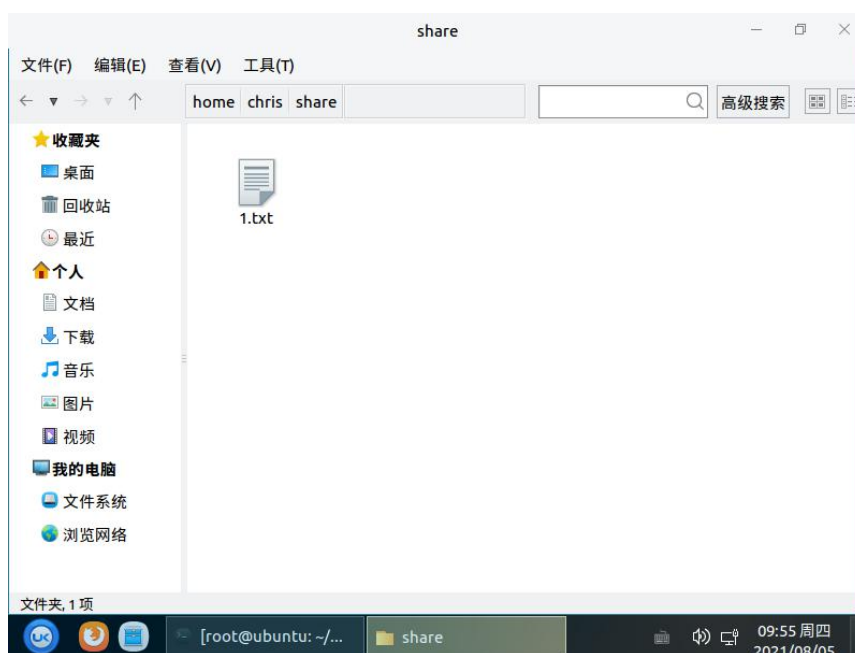 share
文件(F) 编辑(E) 查看(V) 工具(T)
home chris share 高级搜索
收藏夹
桌面
回收站
最近
个人
文档
下载
音乐
图片
视频
我的电脑
文件系统
浏览网络
1.txt
文件夹, 1 项
[root@ubuntu: ~/... share 09:55 周四
2021/08/05